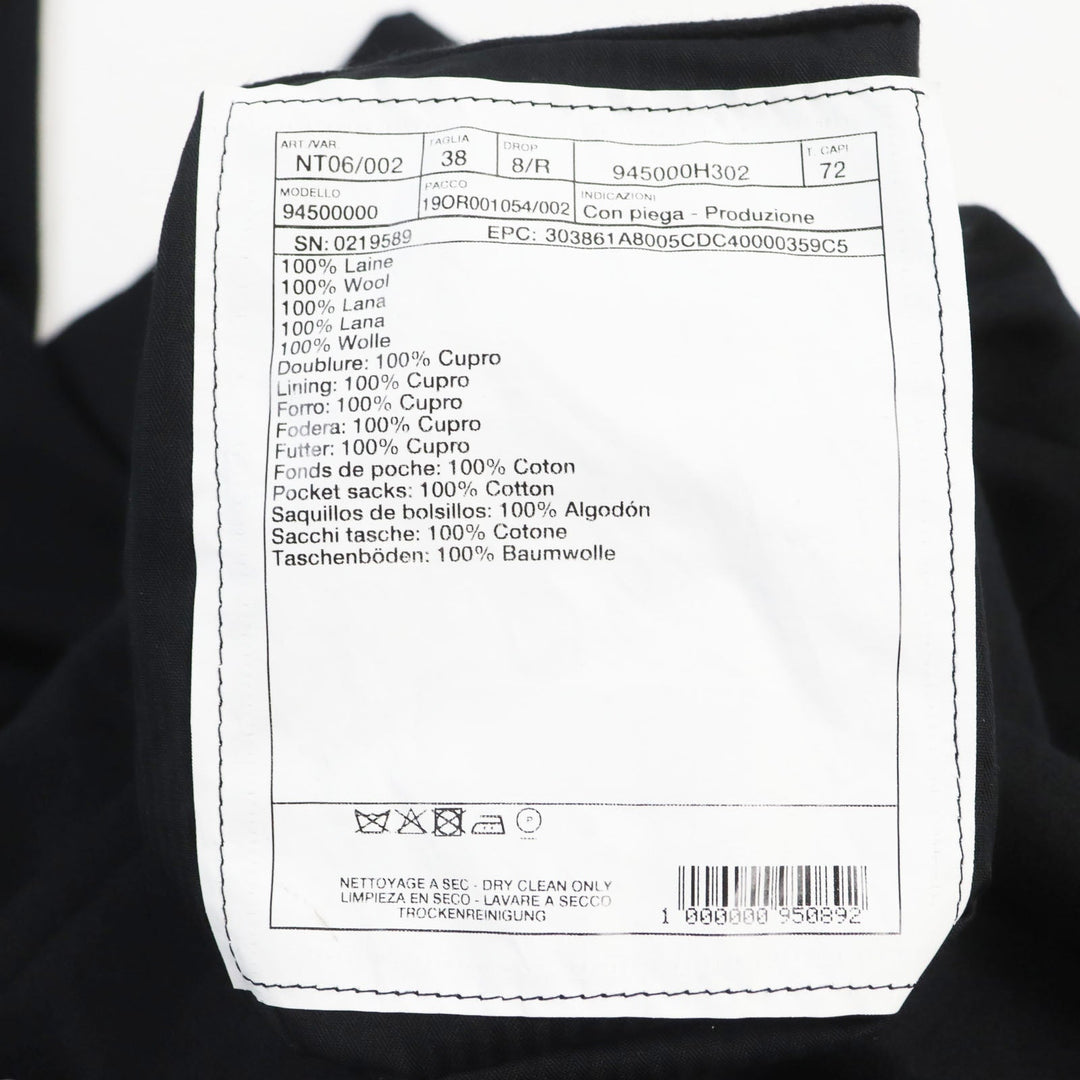 ART./VAR. TAGLIA DROP T. CAPI
NT06/002 38 8/R 945000H302 72
MODELLO PACCO INDICAZIONI
94500000 19OR001054/002 Con piega - Produzione
SN: 0219589 EPC: 303861A8005CDC40000359C5
100% Laine
100% Wool
100% Lana
100% Lana
100% Wolle
Doublure: 100% Cupro
Lining: 100% Cupro
Forro: 100% Cupro
Fodera: 100% Cupro
Futter: 100% Cupro
Fonds de poche: 100% Coton
Pocket sacks: 100% Cotton
Saquillos de bolsillos: 100% Algodón
Sacchi tasche: 100% Cotone
Taschenböden: 100% Baumwolle
P
NETTOYAGE A SEC - DRY CLEAN ONLY
LIMPIEZA EN SECO - LAVARE A SECCO
TROCKENREINIGUNG
1 000000 950892